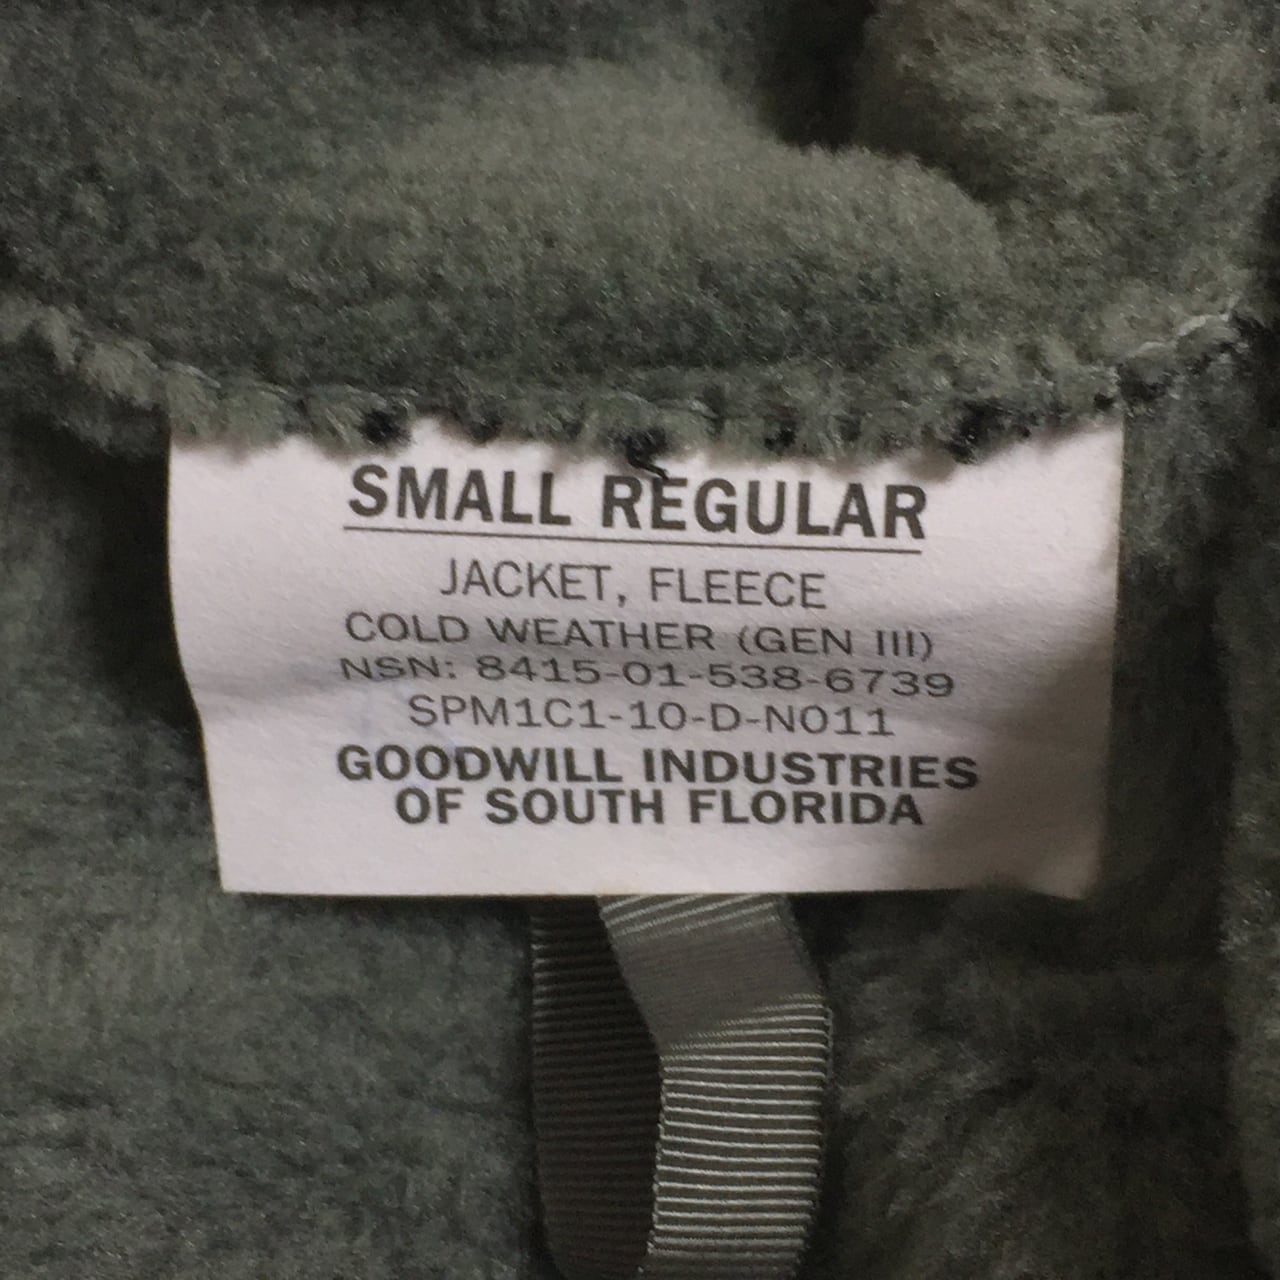 SMALL REGULAR
JACKET, FLEECE
COLD WEATHER (GEN III)
NSN: 8415-01-538-6739
SPM1C1-10-D-N011
GOODWILL INDUSTRIES
OF SOUTH FLORIDA